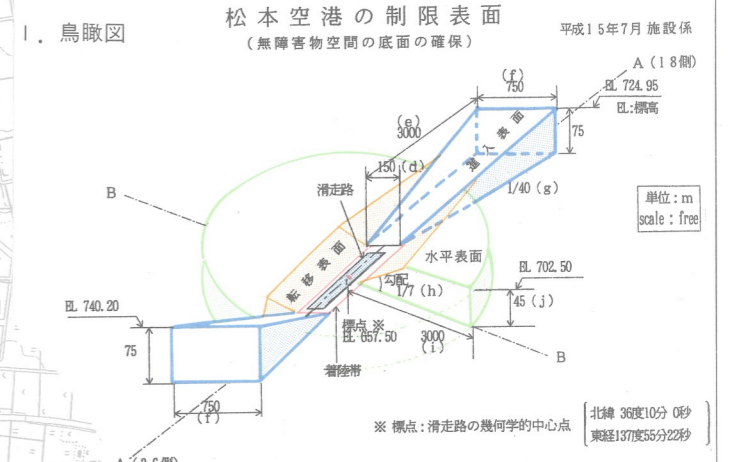 松本空港の制限表面
(無障害物空間の底面の確保)
平成15年7月 施設係
1. 鳥瞰図
A (18側)
(f)
750
EL 724.95
EL:標高
75
(e)
3000
進入表面
150 (d)
滑走路
1/40 (g)
B
単位:m
scale : free
転移表面
水平表面
勾配
1/7 (h)
EL 702.50
45 (j)
EL 740.20
標点 ※
EL 657.50
3000
(i)
75
B
着陸帯
750
(f)
※ 標点:滑走路の幾何学的中心点
北緯 36度10分 0秒
東経137度55分22秒
A (36側)